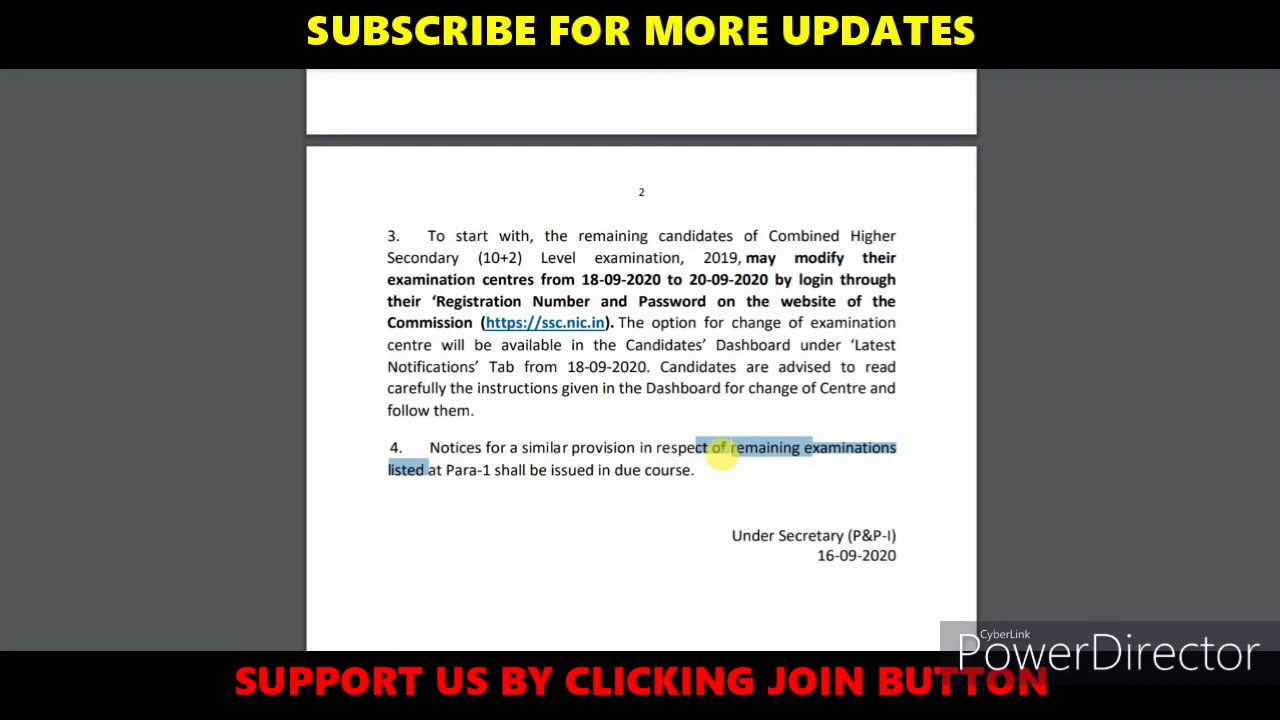 SUBSCRIBE FOR MORE UPDATES
2
3. To start with, the remaining candidates of Combined Higher
Secondary (10+2) Level examination, 2019, may modify their
examination centres from 18-09-2020 to 20-09-2020 by login through
their ‘Registration Number and Password on the website of the
Commission (https://ssc.nic.in). The option for change of examination
centre will be available in the Candidates’ Dashboard under ‘Latest
Notifications’ Tab from 18-09-2020. Candidates are advised to read
carefully the instructions given in the Dashboard for change of Centre and
follow them.
4. Notices for a similar provision in respect of remaining examinations
listed at Para-1 shall be issued in due course.
Under Secretary (P&P-I)
16-09-2020
CyberLink
PowerDirector
SUPPORT US BY CLICKING JOIN BUTTON